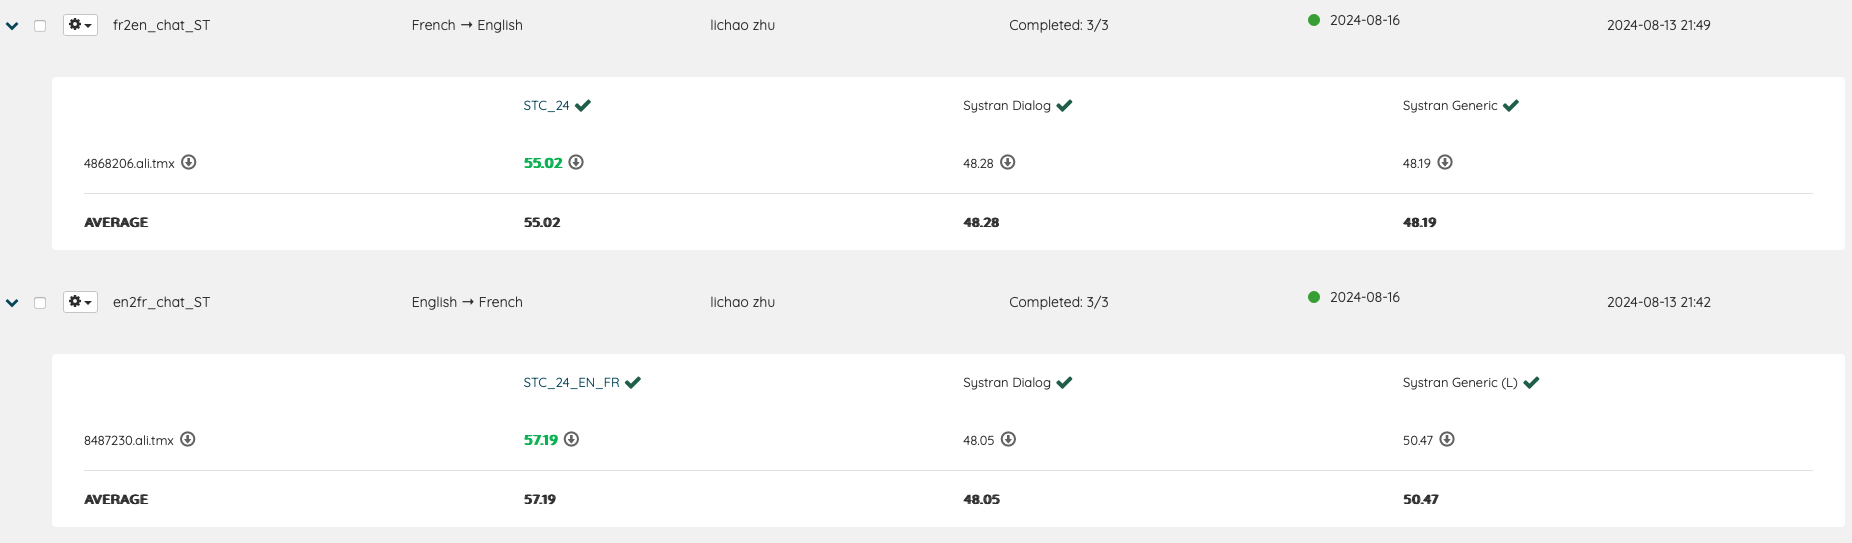 fr2en_chat_ST French → English lichao zhu Completed: 3/3 2024-08-16 2024-08-13 21:49
STC_24 Systran Dialog Systran Generic
4868206.ali.tmx 55.02 48.28 48.19
AVERAGE 55.02 48.28 48.19
en2fr_chat_ST English → French lichao zhu Completed: 3/3 2024-08-16 2024-08-13 21:42
STC_24_EN_FR Systran Dialog Systran Generic (L)
8487230.ali.tmx 57.19 48.05 50.47
AVERAGE 57.19 48.05 50.47